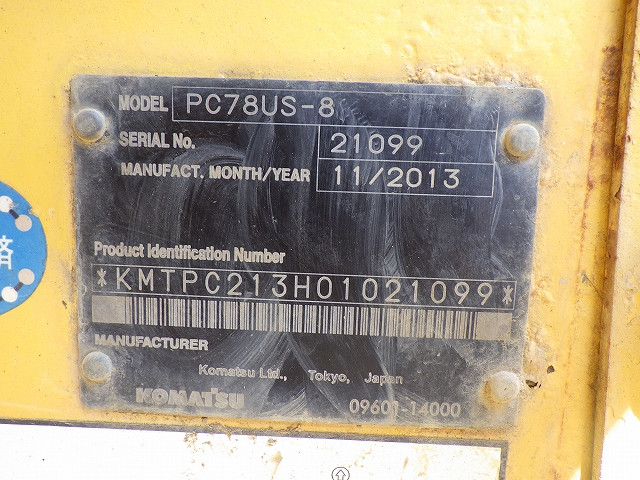 MODEL PC78US-8
SERIAL No. 21099
MANUFACT. MONTH/YEAR 11/2013
Product Identification Number
*KMTPC213H01021099*
MANUFACTURER
Komatsu Ltd., Tokyo, Japan
KOMATSU 09601-14000
済